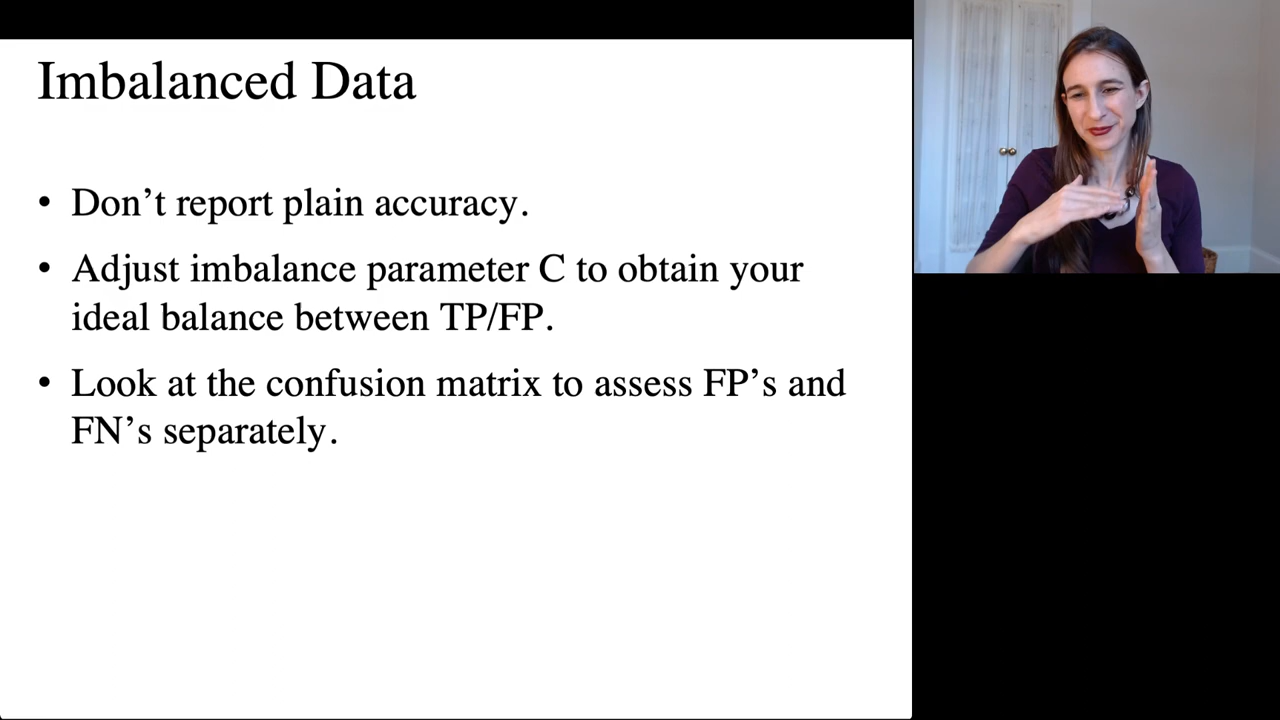 Imbalanced Data
• Don’t report plain accuracy.
• Adjust imbalance parameter C to obtain your
ideal balance between TP/FP.
• Look at the confusion matrix to assess FP’s and
FN’s separately.